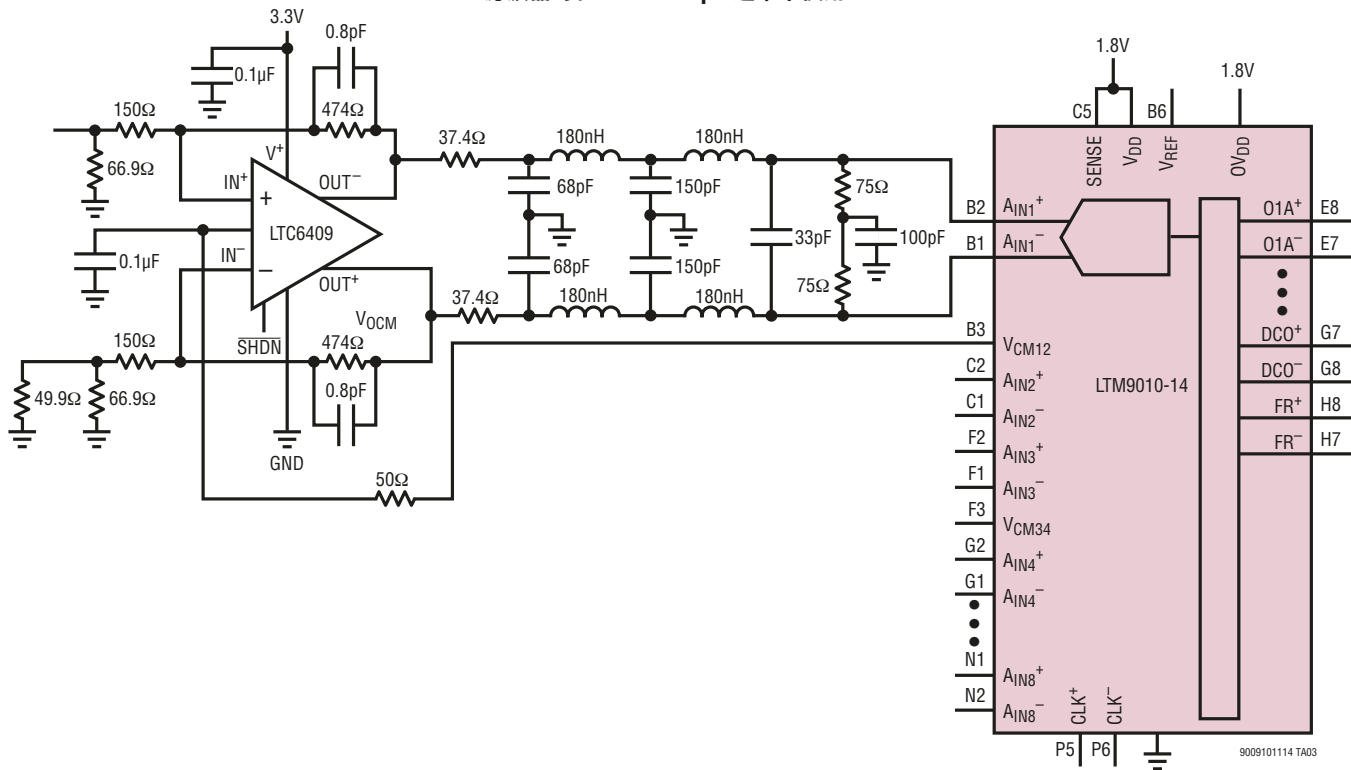 3.3V
0.8pF
0.1µF
150Ω
474Ω
66.9Ω
V+
IN+
OUT−
+
LTC6409
0.1µF
IN−
−
OUT+
VOCM
SHDN
150Ω
474Ω
0.8pF
49.9Ω
66.9Ω
GND
50Ω
37.4Ω
180nH
180nH
68pF
150pF
75Ω
33pF
100pF
68pF
150pF
75Ω
37.4Ω
180nH
180nH
1.8V
1.8V
C5
B6
SENSE
VDD
VREF
OVDD
B2
AIN1+
B1
AIN1−
B3
VCM12
C2
AIN2+
C1
AIN2−
F2
AIN3+
F1
AIN3−
F3
VCM34
G2
AIN4+
G1
AIN4−
N1
AIN8+
N2
AIN8−
LTM9010-14
O1A+
E8
O1A−
E7
DCO+
G7
DCO−
G8
FR+
H8
FR−
H7
CLK+
CLK−
P5
P6
9009101114 TA03